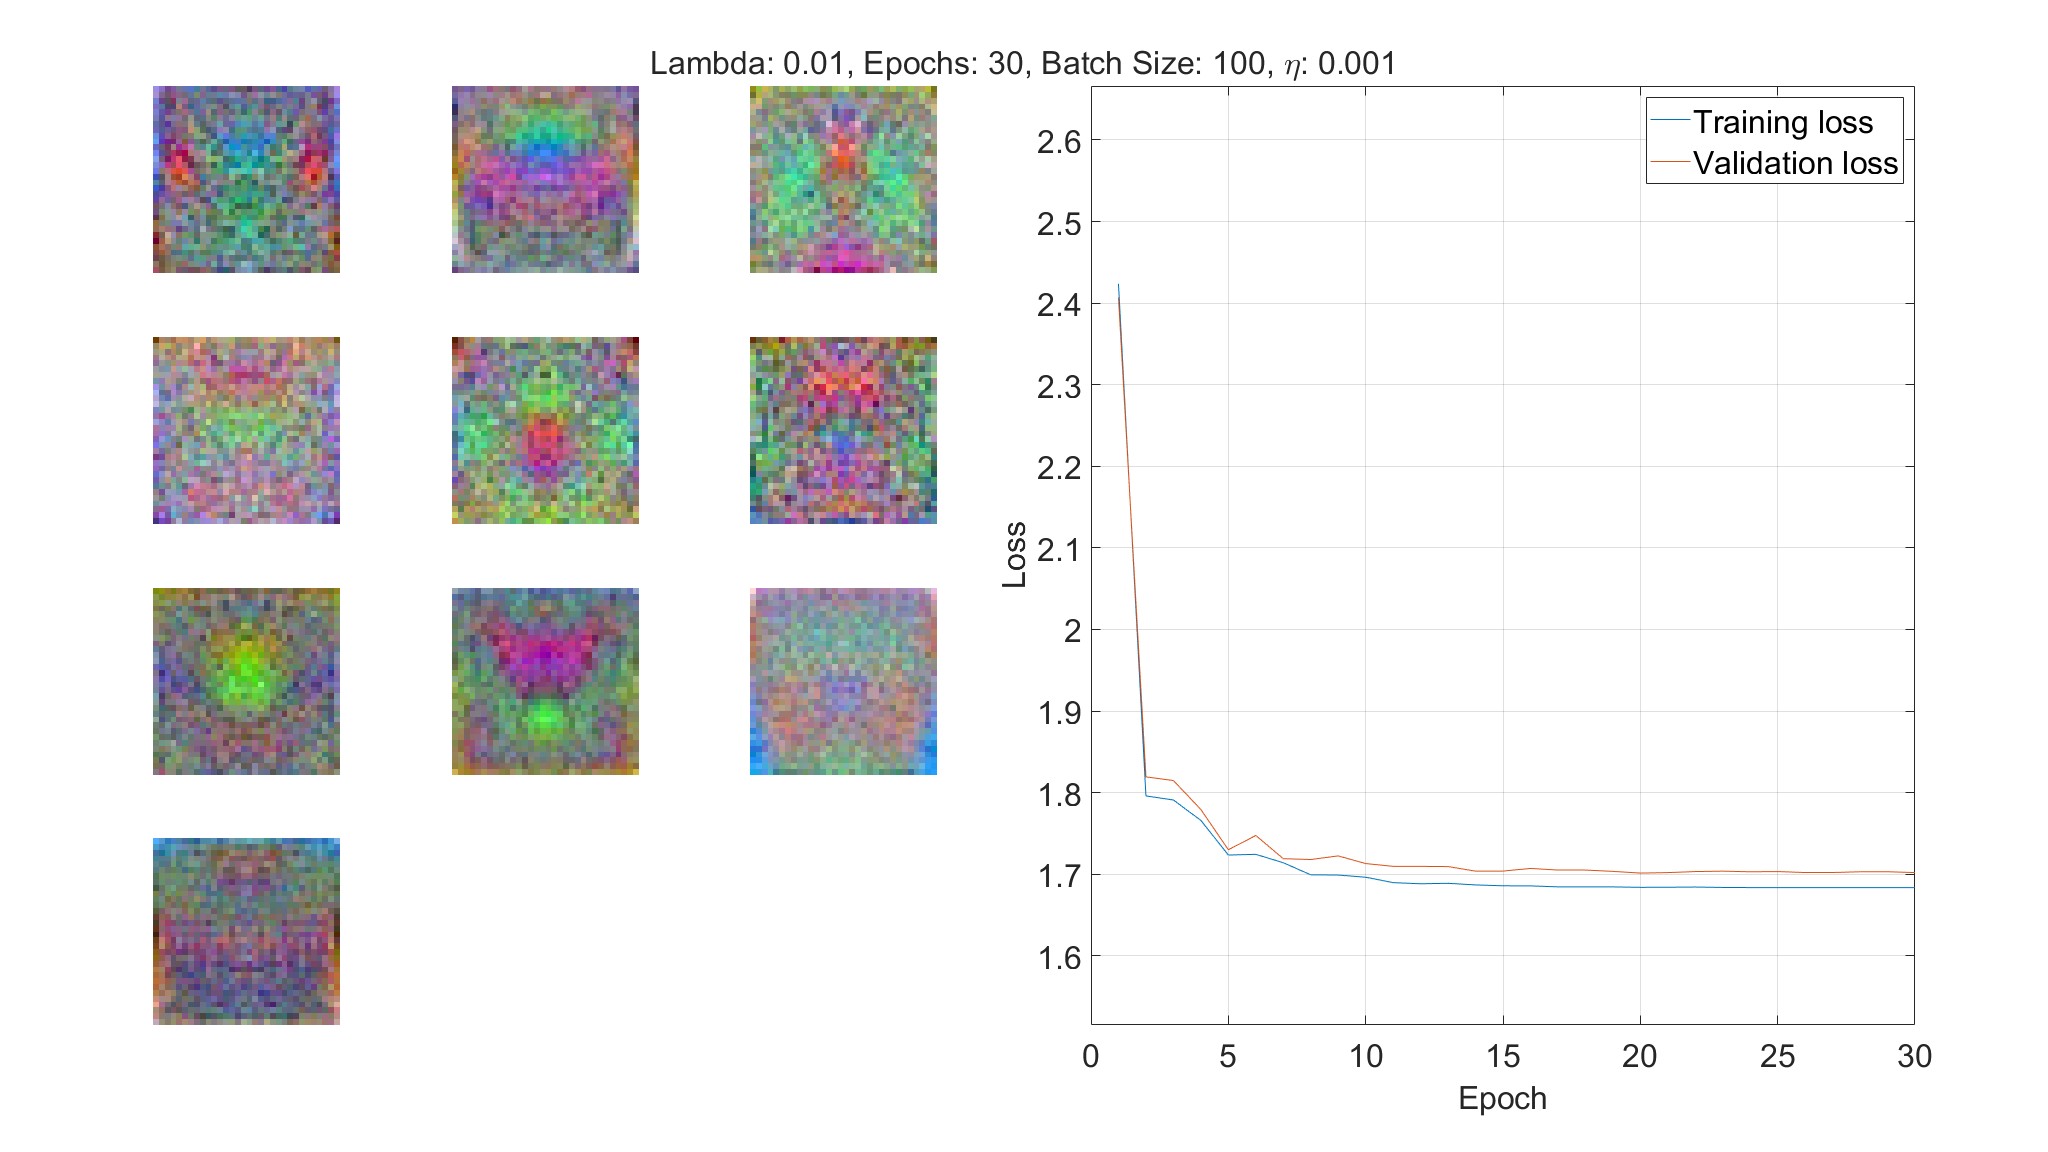 Lambda: 0.01, Epochs: 30, Batch Size: 100, η: 0.001
Training loss
Validation loss
2.6
2.5
2.4
2.3
2.2
2.1
2
1.9
1.8
1.7
1.6
Loss
0 5 10 15 20 25 30
Epoch